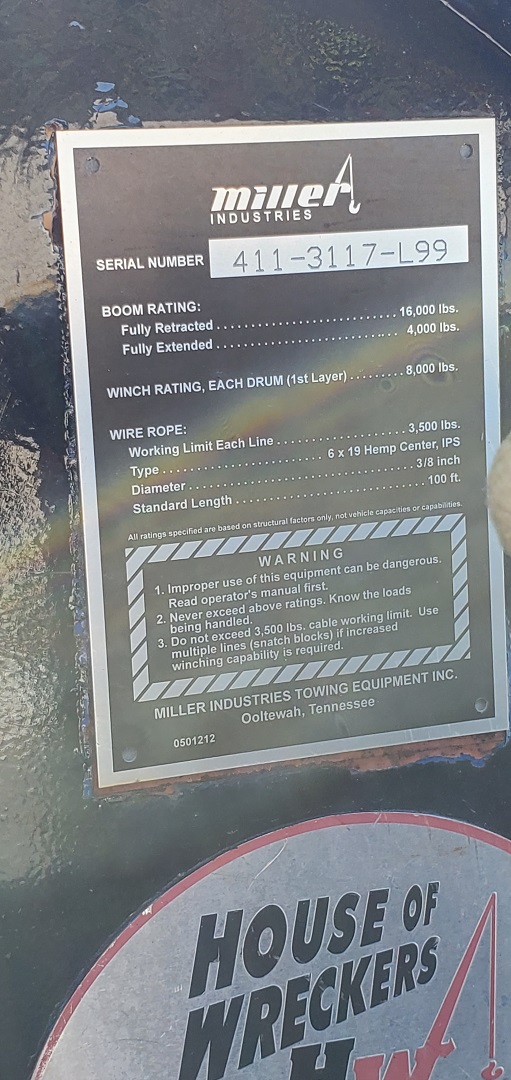 miller
INDUSTRIES
SERIAL NUMBER 411-3117-L99
BOOM RATING:
Fully Retracted 16,000 lbs.
Fully Extended 4,000 lbs.
WINCH RATING, EACH DRUM (1st Layer) 8,000 lbs.
WIRE ROPE:
Working Limit Each Line 3,500 lbs.
Type 6 x 19 Hemp Center, IPS
Diameter 3/8 inch
Standard Length 100 ft.
All ratings specified are based on structural factors only, not vehicle capacities or capabilities.
WARNING
1. Improper use of this equipment can be dangerous.
Read operator's manual first.
2. Never exceed above ratings. Know the loads
being handled.
3. Do not exceed 3,500 lbs. cable working limit. Use
multiple lines (snatch blocks) if increased
winching capability is required.
MILLER INDUSTRIES TOWING EQUIPMENT INC.
Ooltewah, Tennessee
0501212
HOUSE OF
WRECKERS
HW